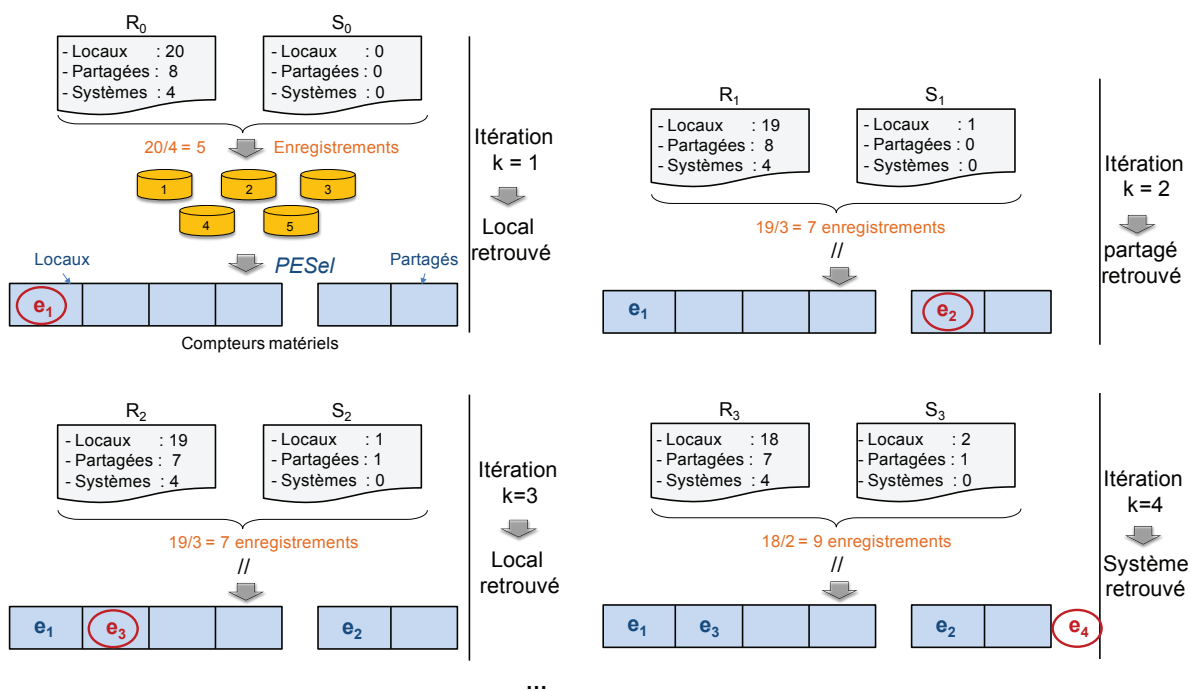 R0
S0
- Locaux : 20
- Partagées : 8
- Systèmes : 4
- Locaux : 0
- Partagées : 0
- Systèmes : 0
20/4 = 5
Enregistrements
1
2
3
4
5
PESel
Locaux
Partagés
e1
Compteurs matériels
Itération
k = 1
Local
retrouvé
R1
S1
- Locaux : 19
- Partagées : 8
- Systèmes : 4
- Locaux : 1
- Partagées : 0
- Systèmes : 0
19/3 = 7 enregistrements
//
e1
e2
Itération
k = 2
partagé
retrouvé
R2
S2
- Locaux : 19
- Partagées : 7
- Systèmes : 4
- Locaux : 1
- Partagées : 1
- Systèmes : 0
19/3 = 7 enregistrements
//
e1
e3
e2
Itération
k=3
Local
retrouvé
R3
S3
- Locaux : 18
- Partagées : 7
- Systèmes : 4
- Locaux : 2
- Partagées : 1
- Systèmes : 0
18/2 = 9 enregistrements
//
e1
e3
e2
e4
Itération
k=4
Système
retrouvé
...